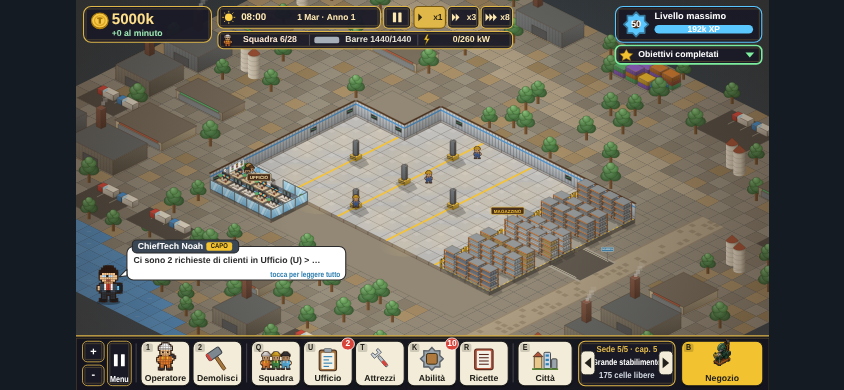 5000k
+0 al minuto
08:00
1 Mar · Anno 1
x1
x3
x8
Squadra 6/28
Barre 1440/1440
0/260 kW
50
Livello massimo
192k XP
Obiettivi completati
UFFICIO
MAGAZZINO
ChiefTech Noah
CAPO
Ci sono 2 richieste di clienti in Ufficio (U) > ...
tocca per leggere tutto
+
-
Menu
1
Operatore
2
Demolisci
Q
Squadra
U
2
Ufficio
T
Attrezzi
K
10
Abilità
R
Ricette
E
Città
Sede 5/5 · cap. 5
Grande stabilimento
175 celle libere
B
Negozio